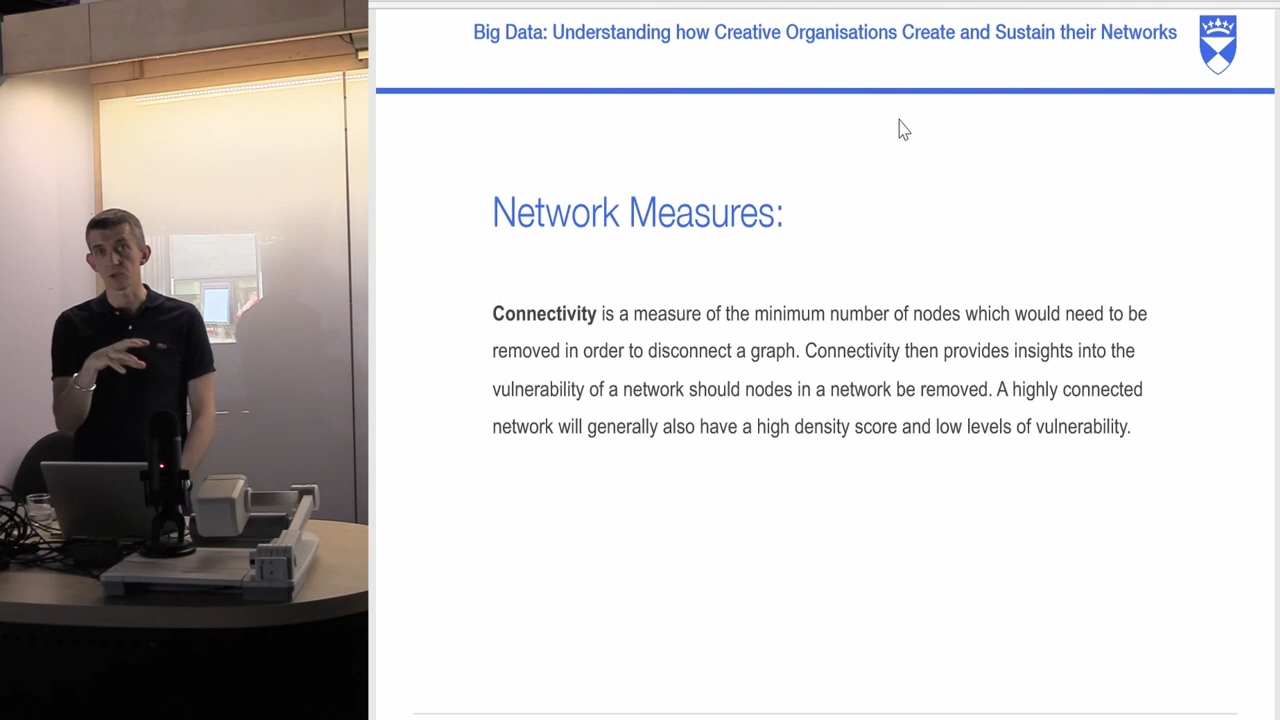 Big Data: Understanding how Creative Organisations Create and Sustain their Networks
Network Measures:
Connectivity is a measure of the minimum number of nodes which would need to be
removed in order to disconnect a graph. Connectivity then provides insights into the
vulnerability of a network should nodes in a network be removed. A highly connected
network will generally also have a high density score and low levels of vulnerability.